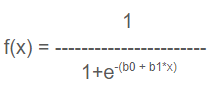 1
f(x) = -----------------------
1+e-(b0 + b1*x)